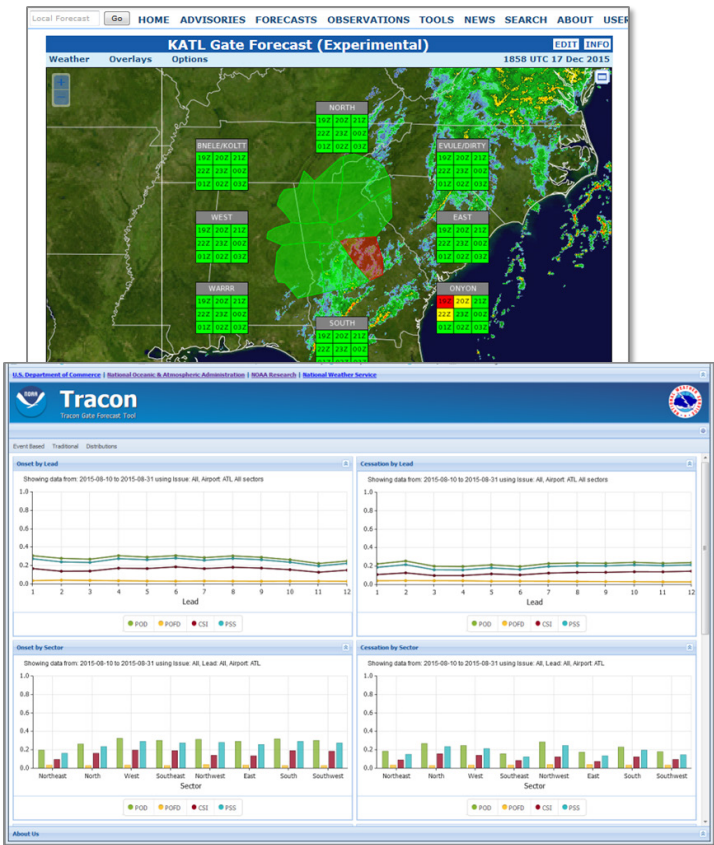 Local Forecast Go HOME ADVISORIES FORECASTS OBSERVATIONS TOOLS NEWS SEARCH ABOUT
KATL Gate Forecast (Experimental) EDIT INFO
Weather Overlays Options 1858 UTC 17 Dec 2015
NORTH
19Z 20Z 21Z
22Z 23Z 00Z
01Z 02Z 03Z
BNELE/KOLTT
19Z 20Z 21Z
22Z 23Z 00Z
01Z 02Z 03Z
EVULE/DIRTY
19Z 20Z 21Z
22Z 23Z 00Z
01Z 02Z 03Z
WEST
19Z 20Z 21Z
22Z 23Z 00Z
01Z 02Z 03Z
EAST
19Z 20Z 21Z
22Z 23Z 00Z
01Z 02Z 03Z
WARRR
19Z 20Z 21Z
22Z 23Z 00Z
01Z 02Z 03Z
ONYON
19Z 20Z 21Z
22Z 23Z 00Z
01Z 02Z 03Z
SOUTH
19Z 20Z 21Z
22Z 23Z 00Z
U.S. Department of Commerce | National Oceanic & Atmospheric Administration | NOAA Research | National Weather Service
NOAA
Tracon
Tracon Gate Forecast Tool
Event Based Traditional Distributions
Onset by Lead
Showing data from: 2015-08-10 to 2015-08-31 using Issue: All, Airport: ATL All sectors
1.0
0.8
0.6
0.4
0.2
0.0
1 2 3 4 5 6 7 8 9 10 11 12
Lead
POD POFD CSI PSS
Cessation by Lead
Showing data from: 2015-08-10 to 2015-08-31 using Issue: All, Airport: ATL All sectors
1.0
0.8
0.6
0.4
0.2
0.0
1 2 3 4 5 6 7 8 9 10 11 12
Lead
POD POFD CSI PSS
Onset by Sector
Showing data from: 2015-08-10 to 2015-08-31 using Issue: All, Lead: All, Airport: ATL
1.0
0.8
0.6
0.4
0.2
0.0
Northeast North West Southeast Northwest East South Southwest
Sector
POD POFD CSI PSS
Cessation by Sector
Showing data from: 2015-08-10 to 2015-08-31 using Issue: All, Lead: All, Airport: ATL
1.0
0.8
0.6
0.4
0.2
0.0
Northeast North West Southeast Northwest East South Southwest
Sector
POD POFD CSI PSS
About Us